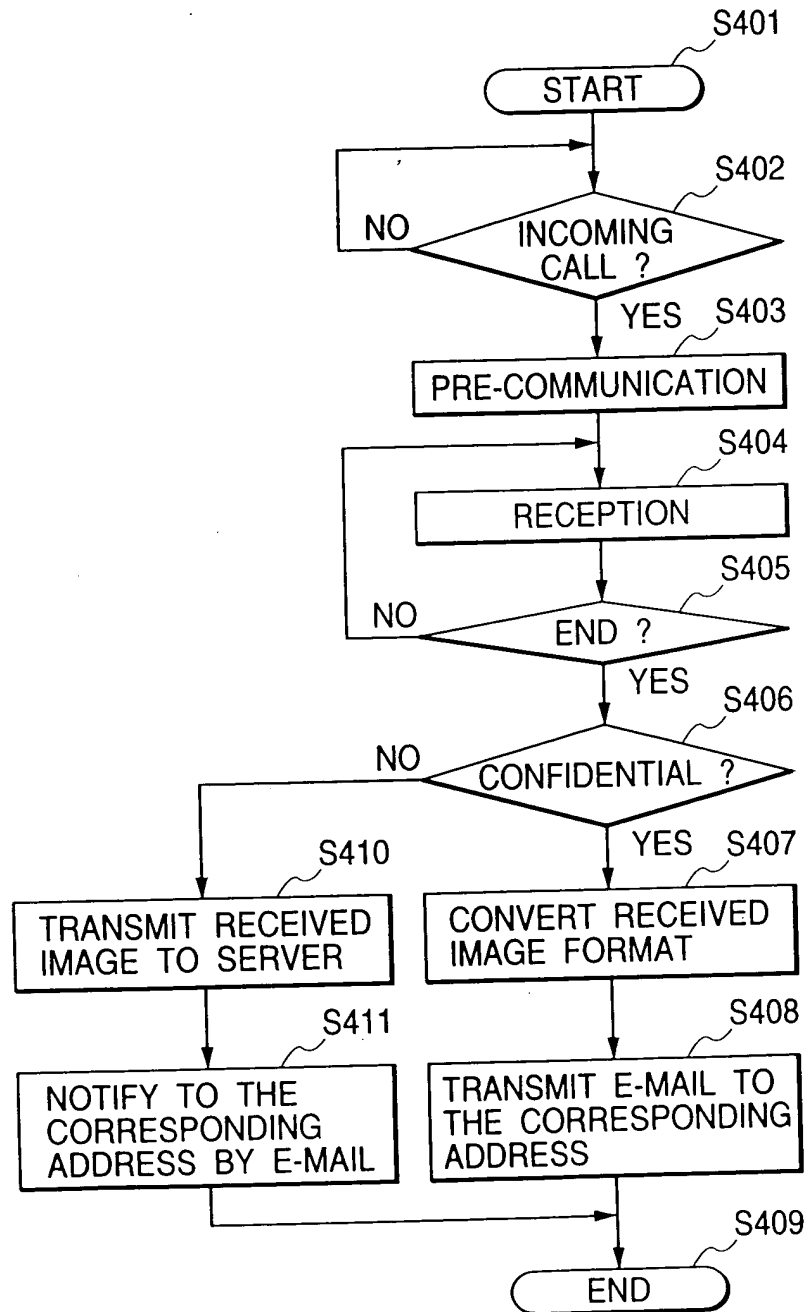 S401
START
S402
NO
INCOMING
CALL ?
YES
S403
PRE-COMMUNICATION
S404
RECEPTION
S405
NO
END ?
YES
S406
NO
CONFIDENTIAL ?
YES
S410
S407
TRANSMIT RECEIVED
IMAGE TO SERVER
CONVERT RECEIVED
IMAGE FORMAT
S411
S408
NOTIFY TO THE
CORRESPONDING
ADDRESS BY E-MAIL
TRANSMIT E-MAIL TO
THE CORRESPONDING
ADDRESS
S409
END